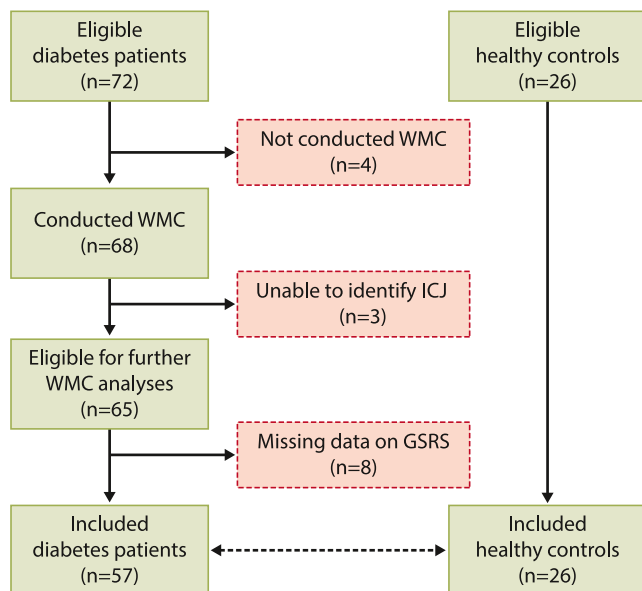 Eligible
diabetes patients
(n=72)
Eligible
healthy controls
(n=26)
Not conducted WMC
(n=4)
Conducted WMC
(n=68)
Unable to identify ICJ
(n=3)
Eligible for further
WMC analyses
(n=65)
Missing data on GSRS
(n=8)
Included
diabetes patients
(n=57)
Included
healthy controls
(n=26)